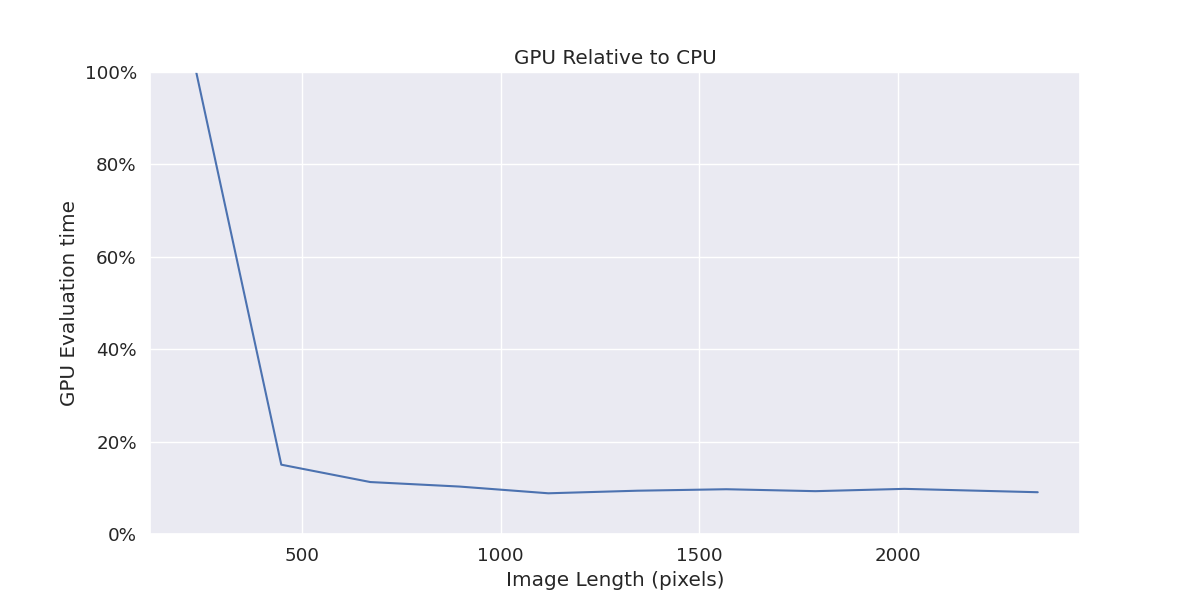 GPU Relative to CPU
100%
80%
60%
40%
20%
0%
GPU Evaluation time
500 1000 1500 2000
Image Length (pixels)